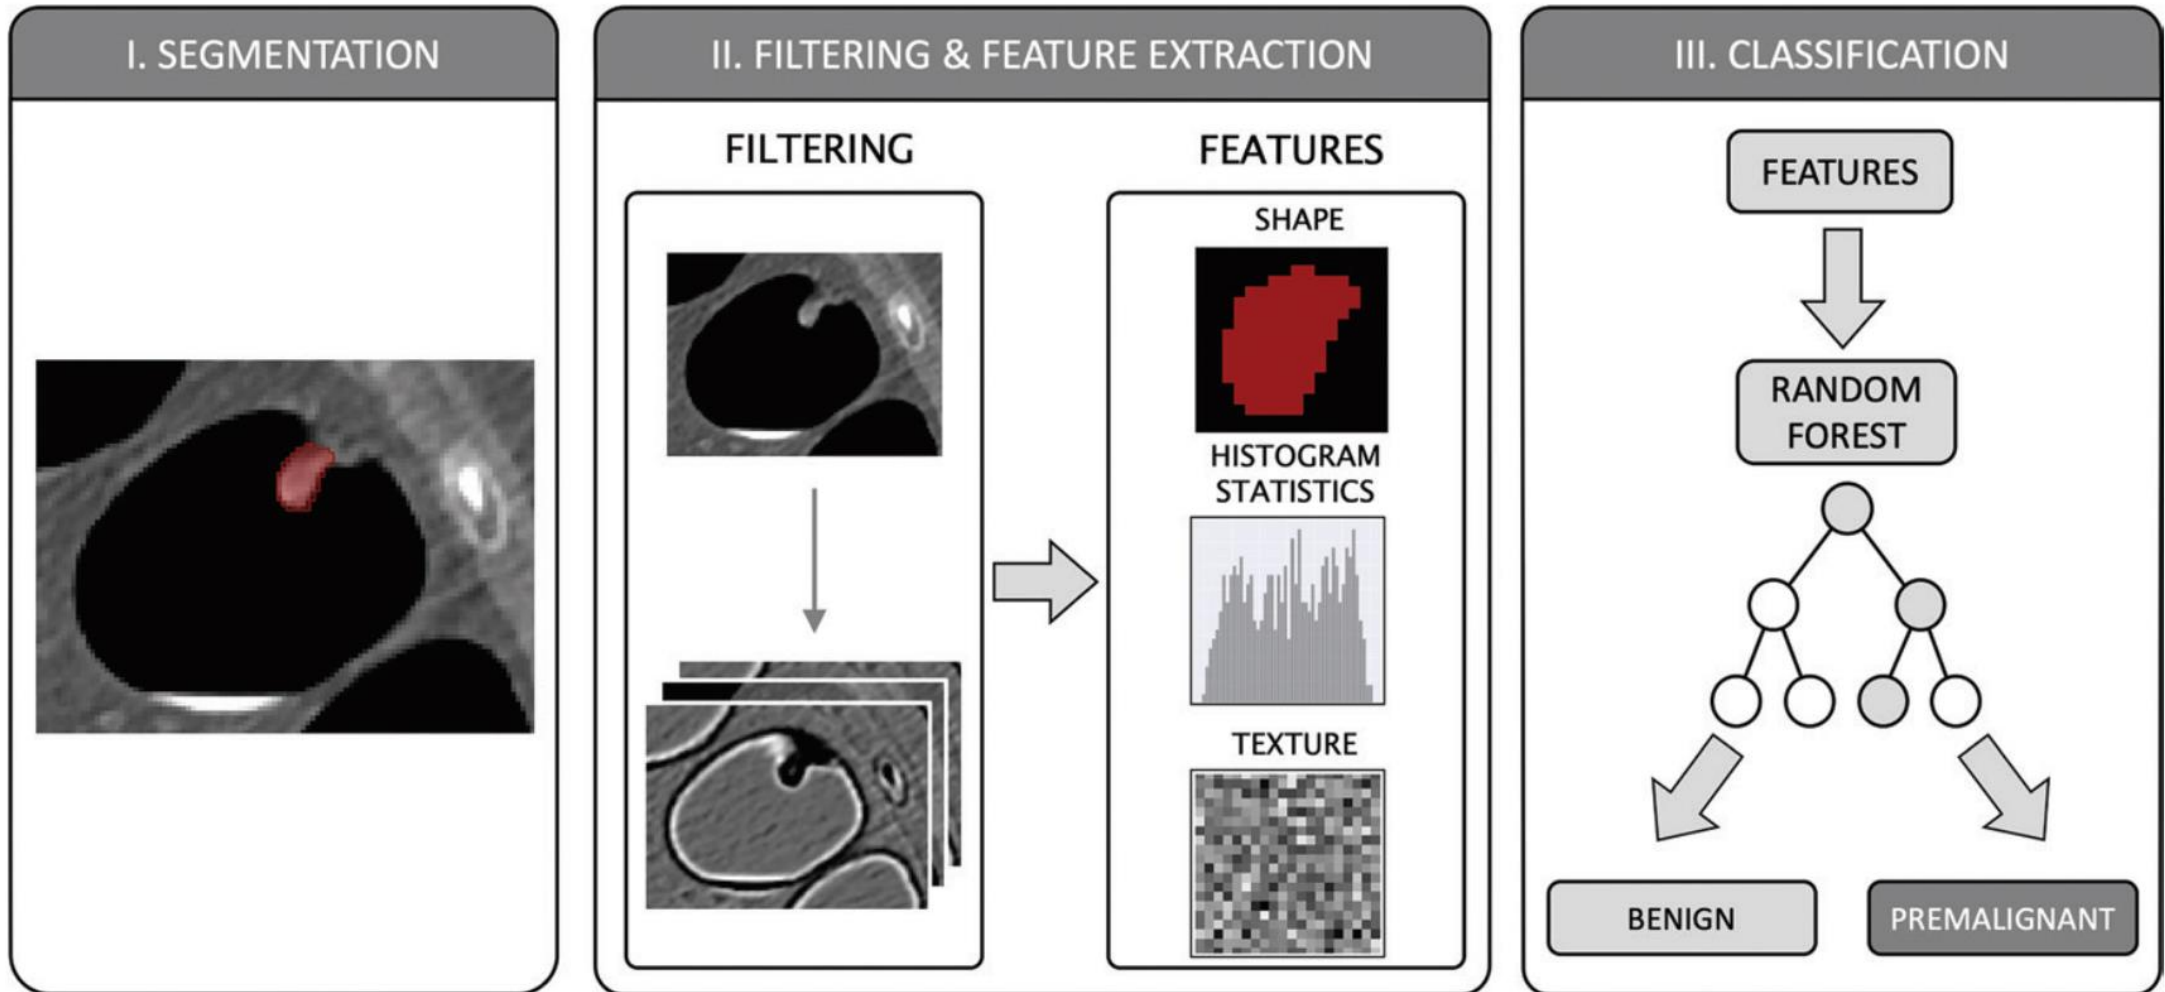 I. SEGMENTATION
II. FILTERING & FEATURE EXTRACTION
FILTERING
FEATURES
SHAPE
HISTOGRAM
STATISTICS
TEXTURE
III. CLASSIFICATION
FEATURES
RANDOM
FOREST
BENIGN
PREMALIGNANT